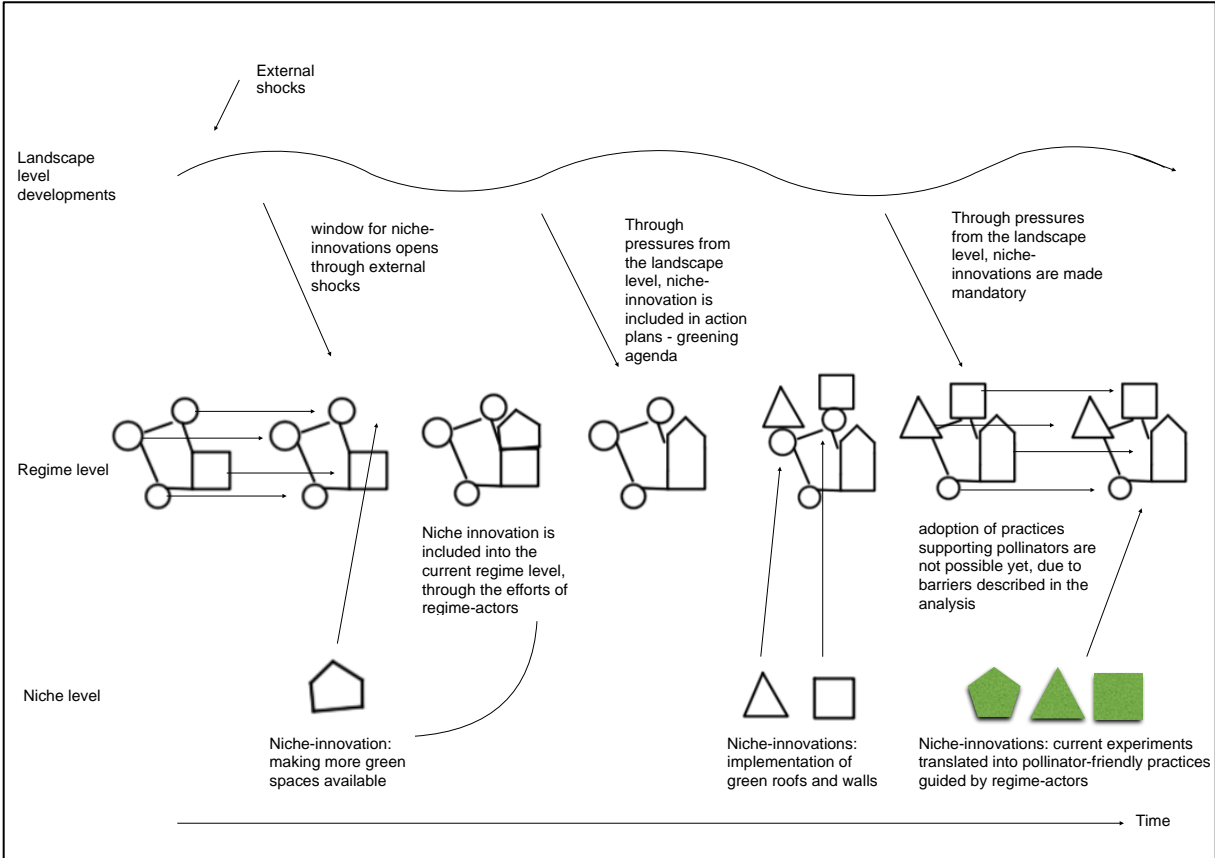 External
shocks
Landscape
level
developments
window for niche-
innovations opens
through external
shocks
Through
pressures from
the landscape
level, niche-
innovation is
included in action
plans - greening
agenda
Through pressures
from the landscape
level, niche-
innovations are made
mandatory
Regime level
Niche innovation is
included into the
current regime level,
through the efforts of
regime-actors
adoption of practices
supporting pollinators are
not possible yet, due to
barriers described in the
analysis
Niche level
Niche-innovation:
making more green
spaces available
Niche-innovations:
implementation of
green roofs and walls
Niche-innovations: current experiments
translated into pollinator-friendly practices
guided by regime-actors
Time